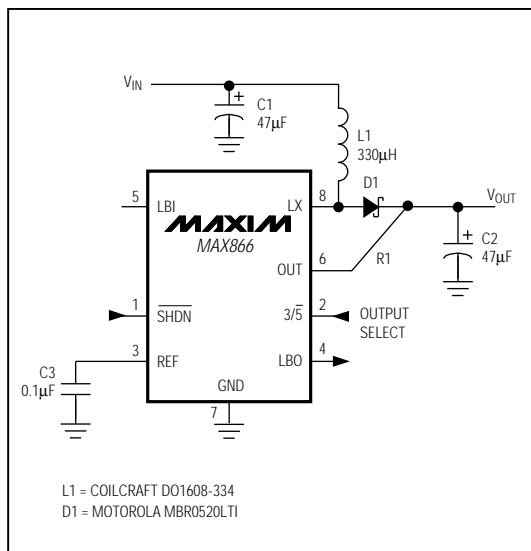 VIN
+
C1
47µF
L1
330µH
D1
5
LBI
LX
8
VOUT
MAXIM
MAX866
+
C2
47µF
OUT
6
R1
1
SHDN
3/5
2
OUTPUT
SELECT
3
REF
LBO
4
C3
0.1µF
GND
7
L1 = COILCRAFT DO1608-334
D1 = MOTOROLA MBR0520LTI